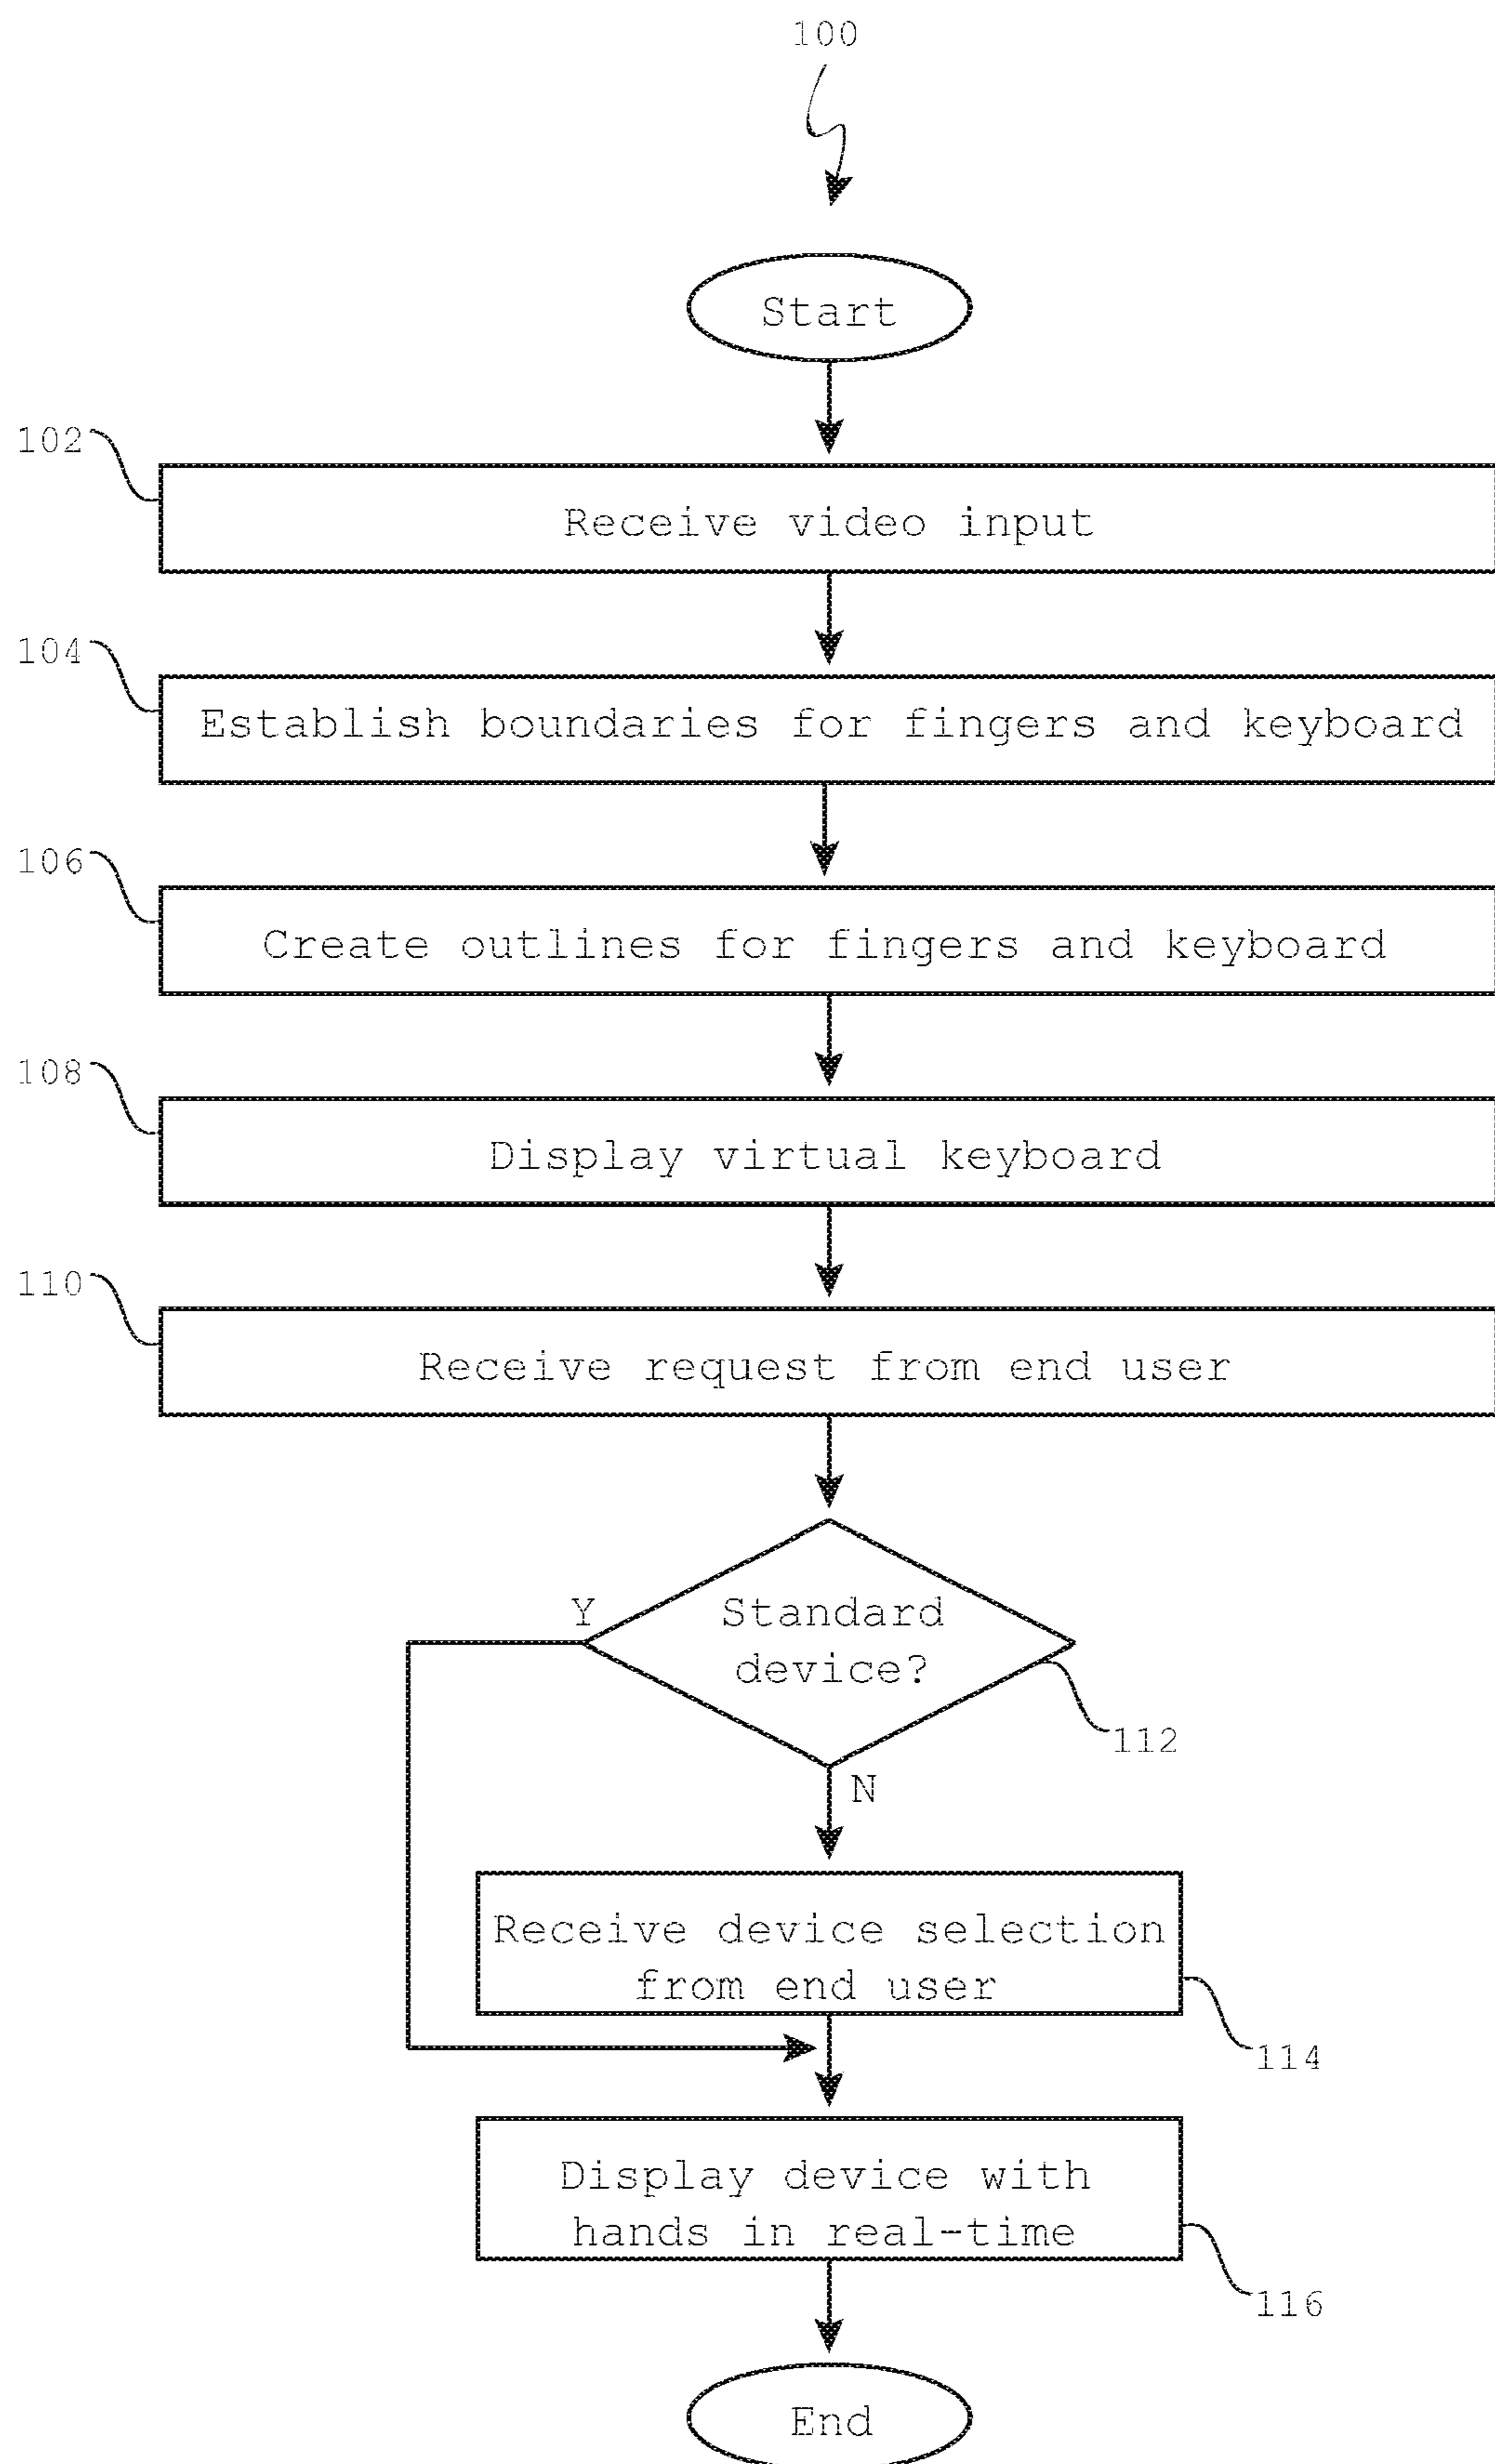 100
Start
102
Receive video input
104
Establish boundaries for fingers and keyboard
106
Create outlines for fingers and keyboard
108
Display virtual keyboard
110
Receive request from end user
Y
Standard
device?
112
N
Receive device selection
from end user
114
Display device with
hands in real-time
116
End